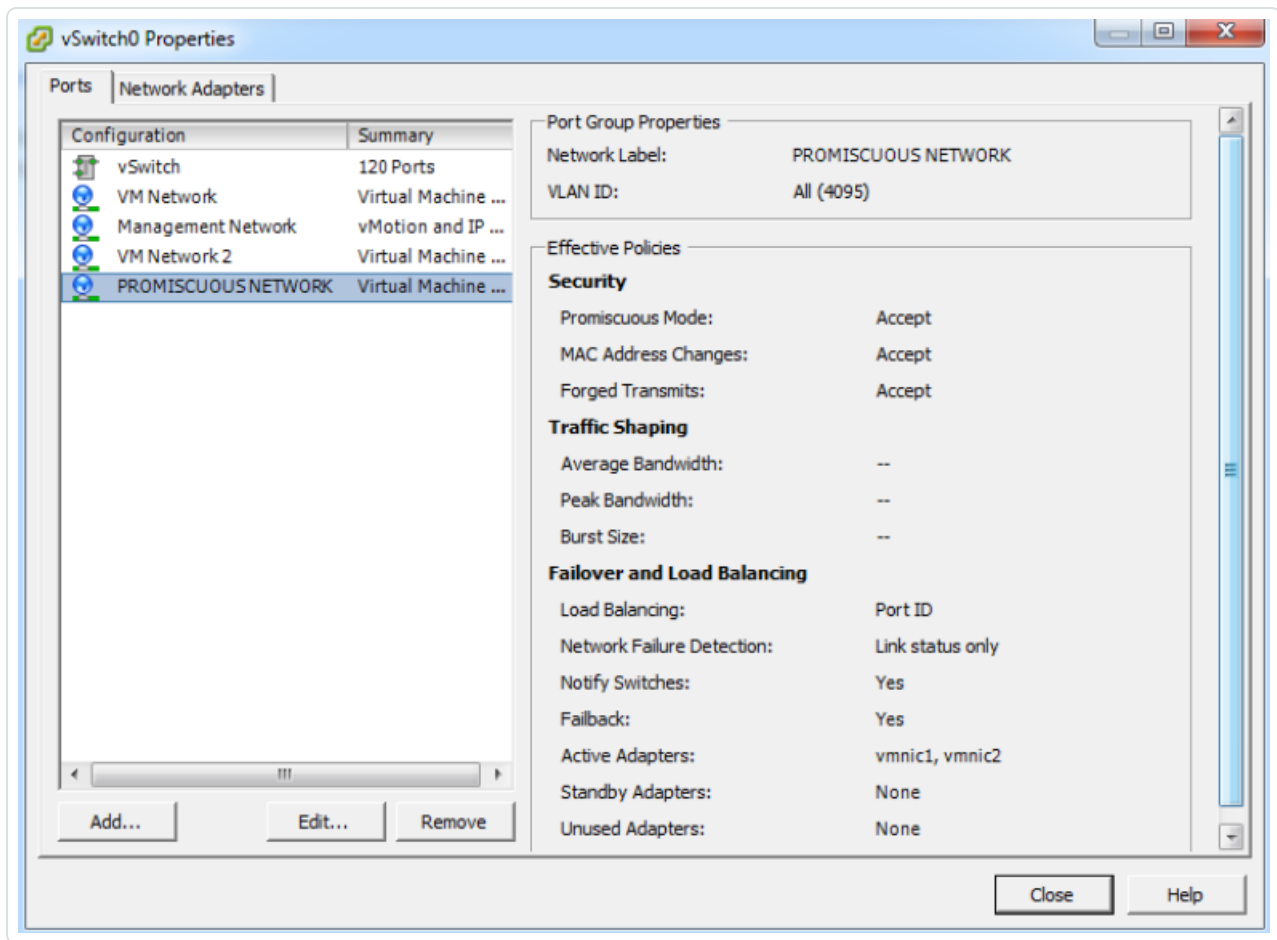 vSwitch0 Properties
Ports
Network Adapters
Configuration Summary
vSwitch 120 Ports
VM Network Virtual Machine ...
Management Network vMotion and IP ...
VM Network 2 Virtual Machine ...
PROMISCUOUS NETWORK Virtual Machine ...
Add... Edit... Remove
Port Group Properties
Network Label: PROMISCUOUS NETWORK
VLAN ID: All (4095)
Effective Policies
Security
Promiscuous Mode: Accept
MAC Address Changes: Accept
Forged Transmits: Accept
Traffic Shaping
Average Bandwidth: --
Peak Bandwidth: --
Burst Size: --
Failover and Load Balancing
Load Balancing: Port ID
Network Failure Detection: Link status only
Notify Switches: Yes
Failback: Yes
Active Adapters: vmnic1, vmnic2
Standby Adapters: None
Unused Adapters: None
Close Help